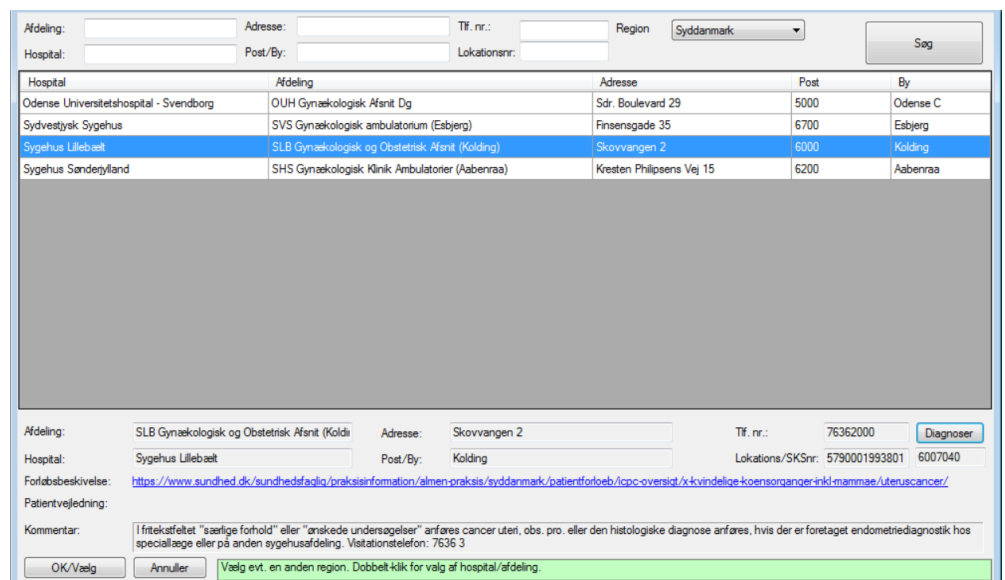 Afdeling: Adresse: Tlf. nr.: Region Syddanmark Søg
Hospital: Post/By: Lokationsnr:
Hospital Afdeling Adresse Post By
Odense Universitetshospital - Svendborg OUH Gynækologisk Afsnit Dg Sdr. Boulevard 29 5000 Odense C
Sydvestjysk Sygehus SVS Gynækologisk ambulatorium (Esbjerg) Finsensgade 35 6700 Esbjerg
Sygehus Lillebælt SLB Gynækologisk og Obstetrisk Afsnit (Kolding) Skovvangen 2 6000 Kolding
Sygehus Sønderjylland SHS Gynækologisk Klinik Ambulatorier (Aabenraa) Kresten Philipsens Vej 15 6200 Aabenraa
Afdeling: SLB Gynækologisk og Obstetrisk Afsnit (Koldi Adresse: Skovvangen 2 Tlf. nr.: 76362000 Diagnoser
Hospital: Sygehus Lillebælt Post/By: Kolding Lokations/SKSnr: 5790001993801 6007040
Forløbsbeskivelse: https://www.sundhed.dk/sundhedsfaglig/praksisinformation/almen-praksis/syddanmark/patientforloeb/icpc-oversigt/x-kvindelige-koensorganger-inkl-mammae/uteruscancer/
Patientvejledning:
Kommentar: I fritekstfeltet "særlige forhold" eller "ønskede undersøgelser" anføres cancer uteri, obs. pro. eller den histologiske diagnose anføres, hvis der er foretaget endometriediagnostik hos
speciallæge eller på anden sygehusafdeling. Visitationstelefon: 7636 3
OK/Vælg Annuller Vælg evt. en anden region. Dobbelt-klik for valg af hospital/afdeling.